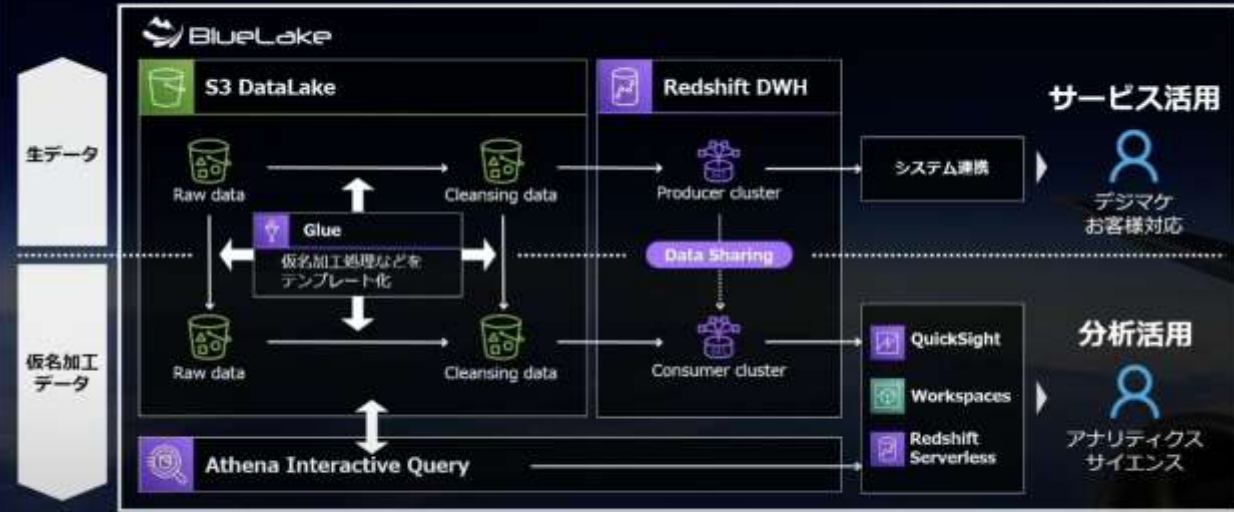 BlueLake
S3 DataLake
Redshift DWH
サービス活用
生データ
Raw data
Cleansing data
Producer cluster
システム連携
デジマケ
お客様対応
Glue
仮名加工処理などを
テンプレート化
Data Sharing
仮名加工
データ
Raw data
Cleansing data
Consumer cluster
QuickSight
Workspaces
Redshift
Serverless
分析活用
アナリティクス
サイエンス
Athena Interactive Query